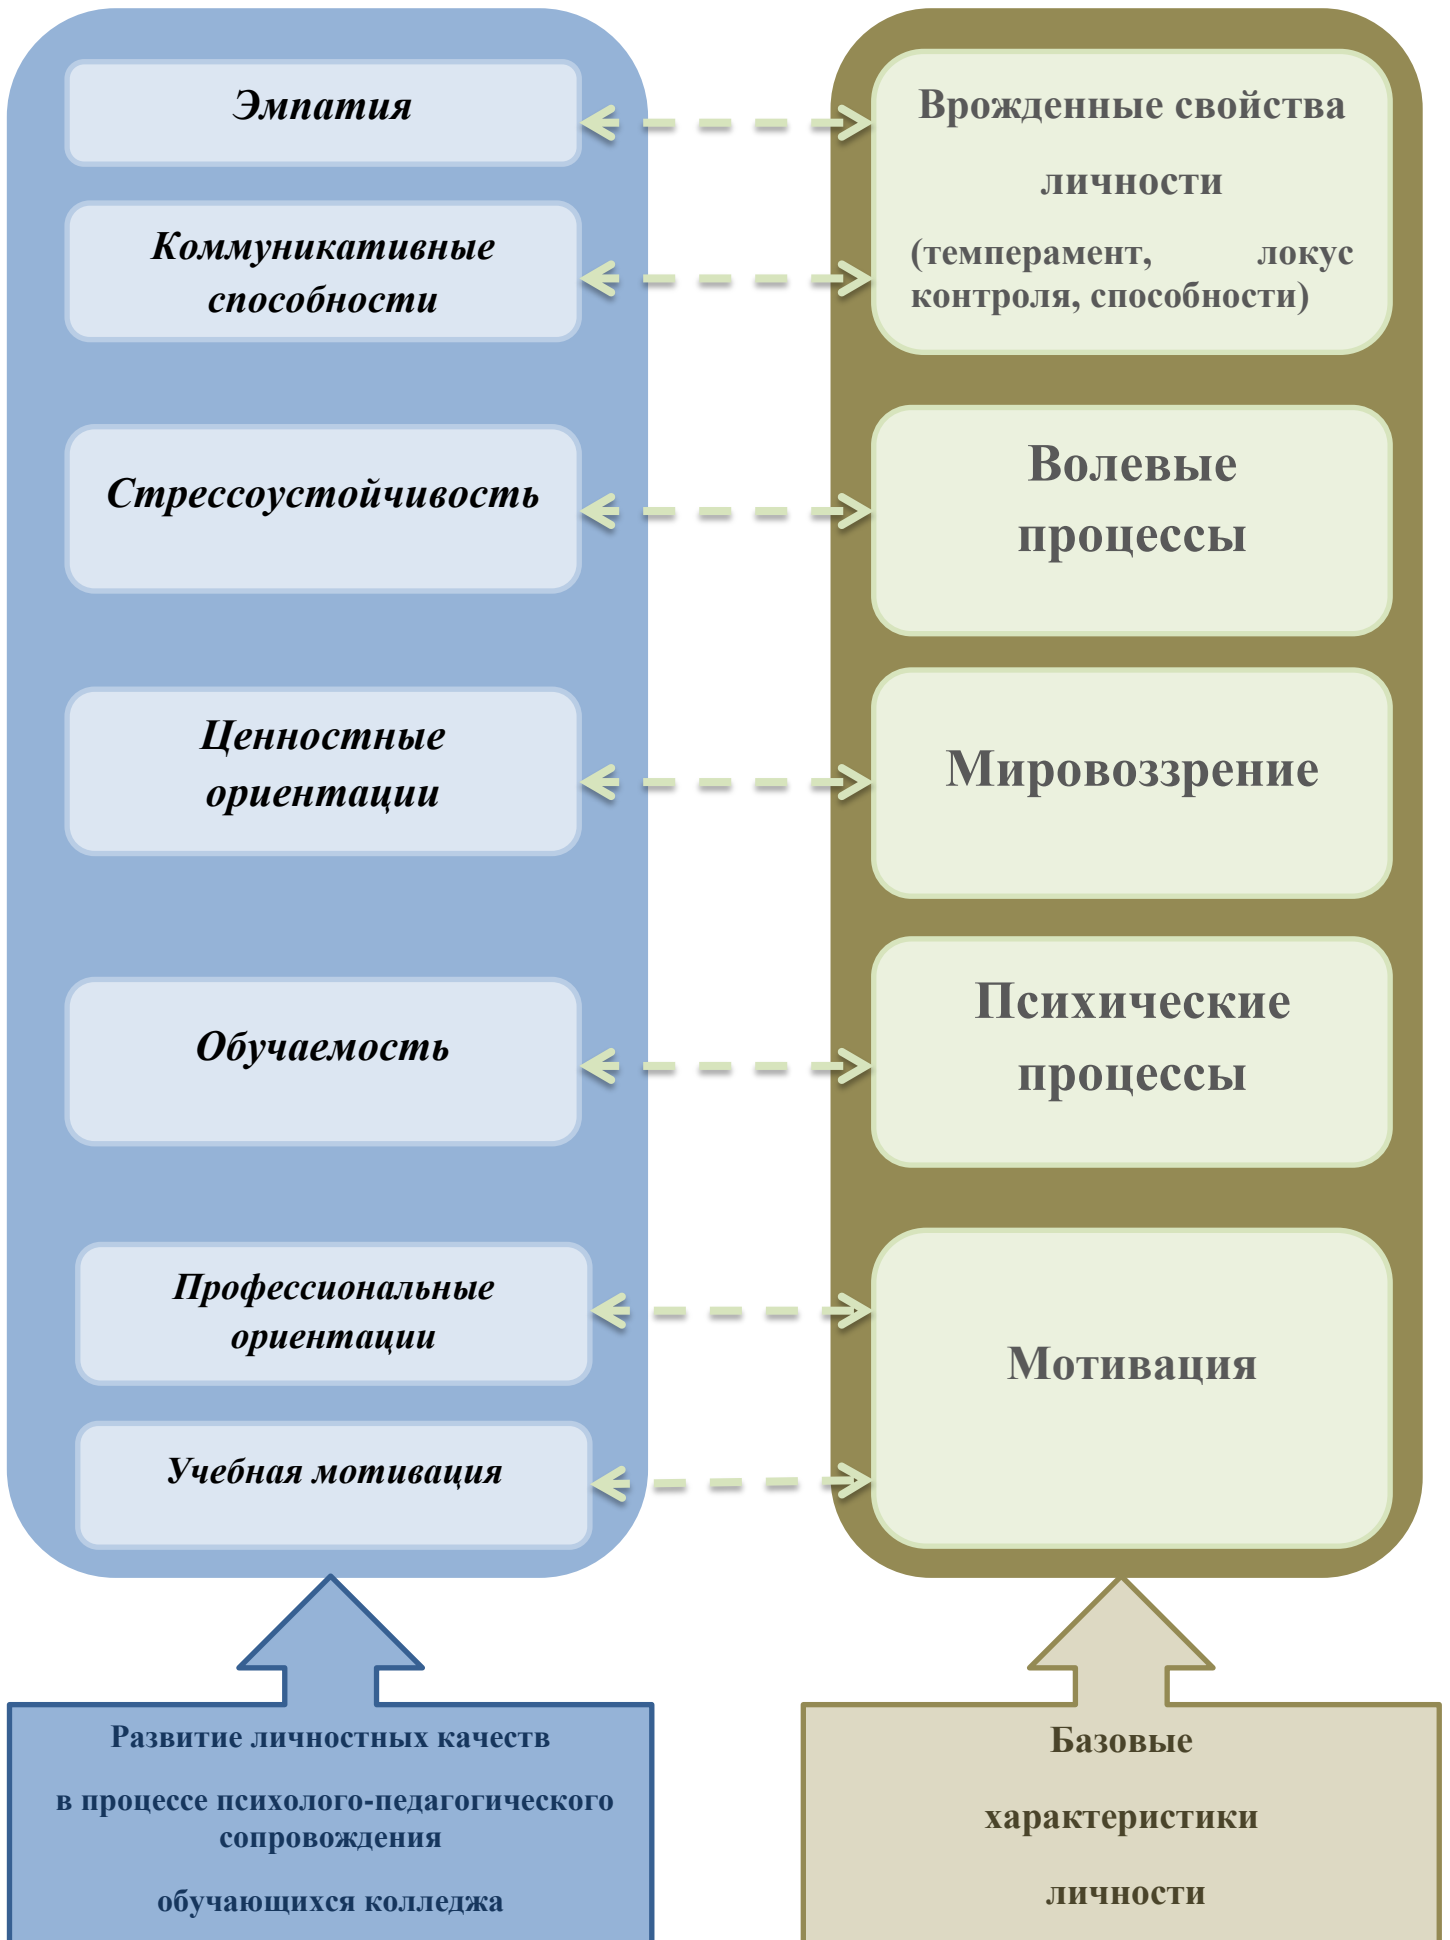 Эмпатия
Коммуникативные
способности
Стрессоустойчивость
Ценностные
ориентации
Обучаемость
Профессиональные
ориентации
Учебная мотивация
Развитие личностных качеств
в процессе психолого-педагогического
сопровождения
обучающихся колледжа
Врожденные свойства
личности
(темперамент, локус
контроля, способности)
Волевые
процессы
Мировоззрение
Психические
процессы
Мотивация
Базовые
характеристики
личности